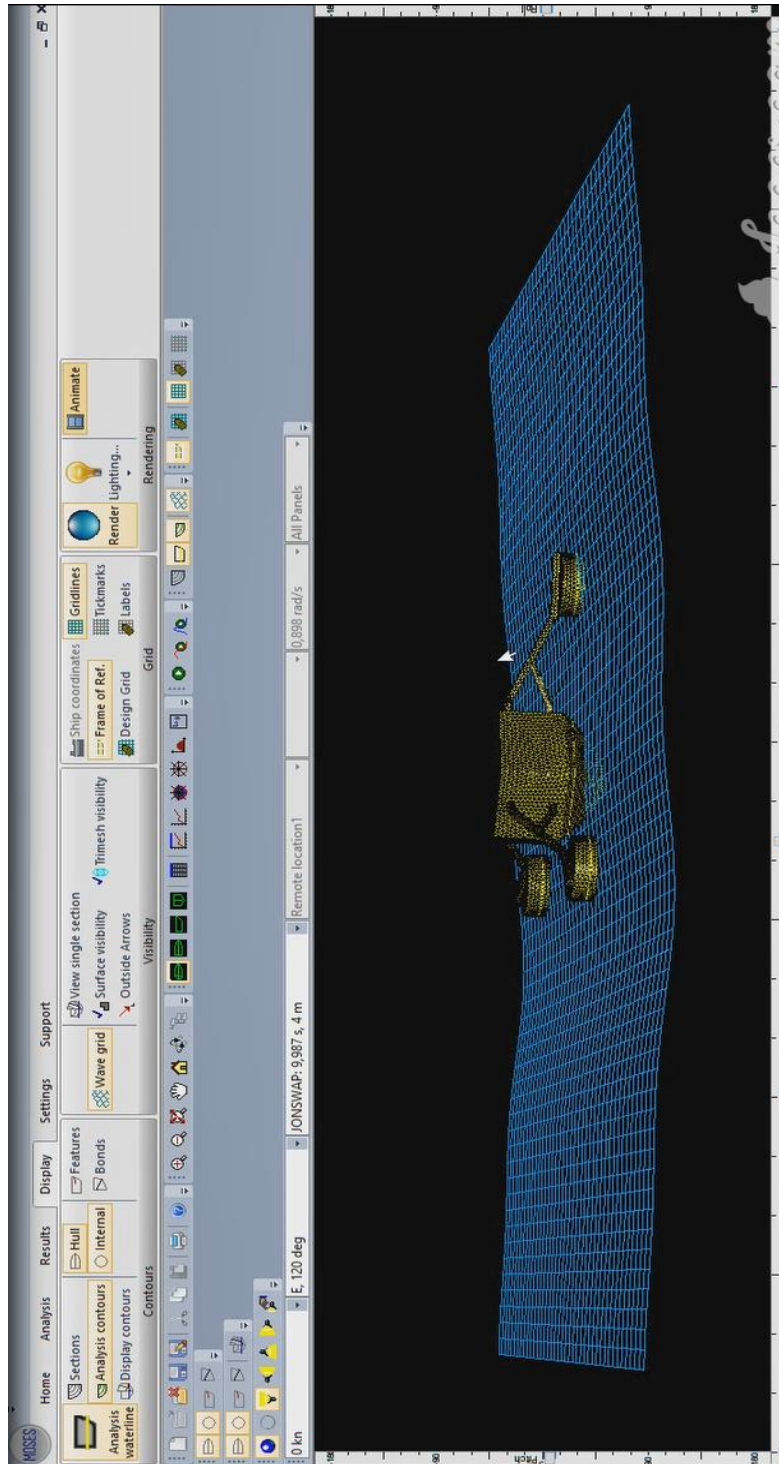 MOSES
Home Analysis Results Display Settings Support
Analysis waterline
Sections
Analysis contours
Display contours
Hull
Internal
Features
Bonds
Contours
Wave grid
View single section
Surface visibility
Outside Arrows
Trimesh visibility
Visibility
Ship coordinates
Frame of Ref.
Design Grid
Gridlines
Tickmarks
Labels
Grid
Render
Lighting...
Animate
Rendering
0 kn
E, 120 deg
JONSWAP: 9,987 s, 4 m
Remote location1
0,898 rad/s
All Panels